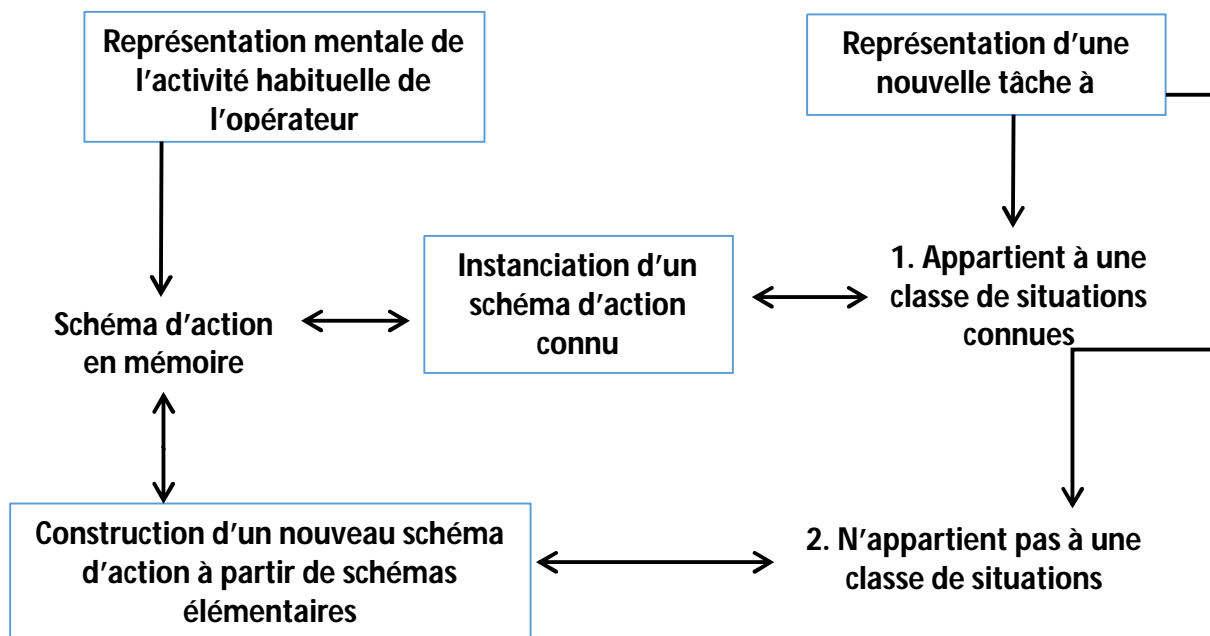 Représentation mentale de
l'activité habituelle de
l'opérateur
Représentation d'une
nouvelle tâche à
Instanciation d'un
schéma d'action
connu
1. Appartient à une
classe de situations
connues
Schéma d'action
en mémoire
Construction d'un nouveau schéma
d'action à partir de schémas
élémentaires
2. N'appartient pas à une
classe de situations